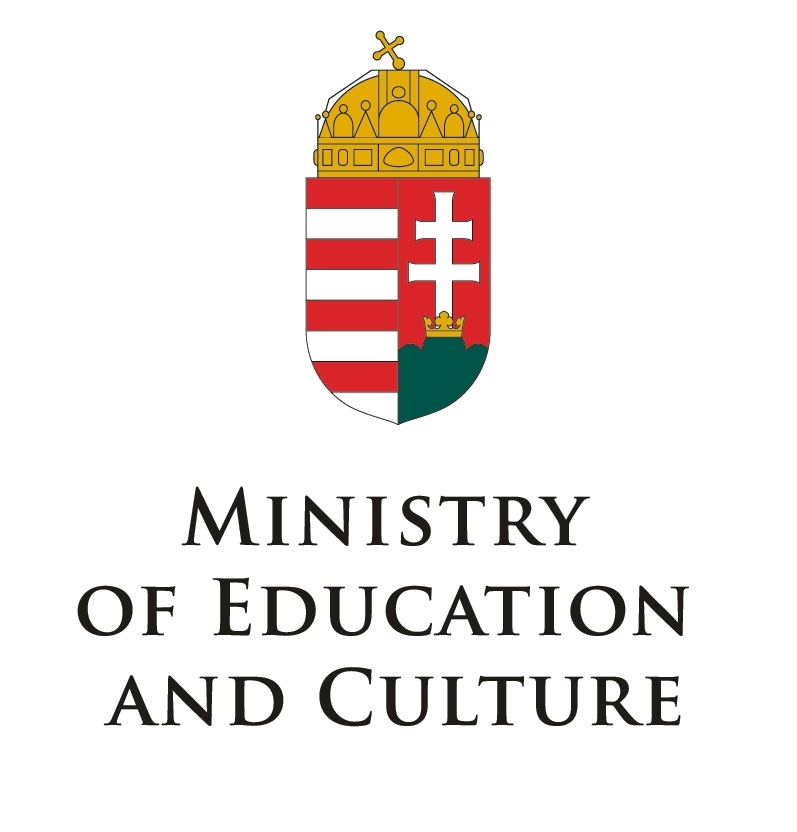 Ministry
of Education
and Culture